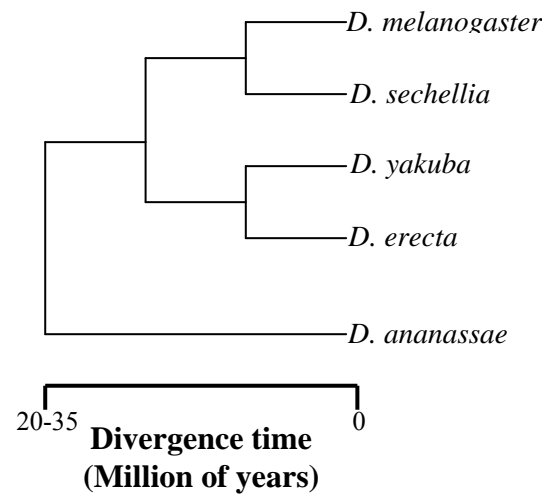 D. melanogaster
D. sechellia
D. yakuba
D. erecta
D. ananassae
20-35 0
Divergence time
(Million of years)